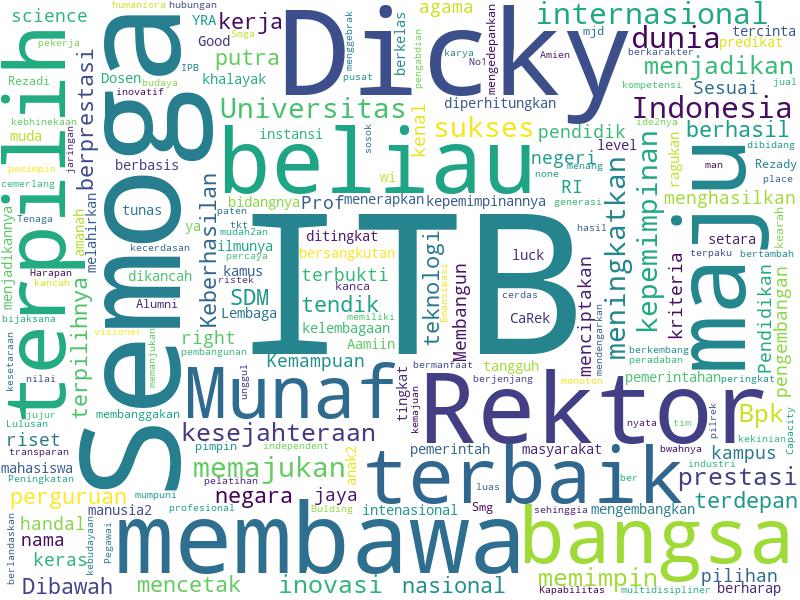 ITB
Semoga
Dicky
beliau
Rektor
membawa
terbaik
bangsa
maju
terpilih
Munaf
Indonesia
dunia
internasional
Universitas
sukses
menjadikan
berhasil
kepemimpinan
meningkatkan
teknologi
Membangun
kesejahteraan
memajukan
negara
jaya
perguruan
handal
nama
keras
Dibawah
mencetak
inovasi
nasional
memimpin
pilihan
berharap
terdepan
prestasi
kampus
Bpk
riset
SDM
tendik
terbukti
Lembaga
kelembagaan
Aamiin
Kemampuan
right
terpilihnya
berprestasi
Keberhasilan
putra
kerja
agama
science
YRA
Good
Dosen
khalayak
humaniora
hubungan
pekerja
Rezadi
IPB
budaya
inovatif
kebhinekaan
muda
jaringan
pemimpin
cemerlang
Tenaga
menjadikannya
Harapan
kancah
bijaksana
kesetaraan
nilai
jujur
Lulusan
transparan
mahasiswa
Peningkatan
berlandaskan
kebudayaan
Pegawai
manusia2
mumpuni
profesional
membanggakan
visioner
memanjukan
pembangunan
Alumni
dikancah
kecerdasan
tunas
berbasis
amanah
melahirkan
ya
ilmunya
kamus
ristek
percaya
mudah2an
tkt
paten
bidangnya
Prof
menerapkan
kepemimpinannya
ditingkat
bersangkutan
kanca
memiliki
Emansipasi
luck
cerdas
CaRek
menciptakan
mendengarkan
wi
kenal
instansi
sosok
pusat
menggebrak
Smga
berkelas
pengabdian
karya
No1
Amien
mengedepankan
mjd
berkarakter
tercinta
predikat
Sesuai
jual
kompetensi
diperhitungkan
pendidik
level
negeri
none
menang
RI
generasi
ide2nya
ragukan
dibidang
man
Rezady
place
menghasilkan
hasil
setara
terpaku
bertambah
kearah
kriteria
Pendidikan
pengembangan
berkembang
peradaban
pemerintahan
peringkat
tangguh
bermanfaat
berjenjang
monoton
tingkat
kemajuan
unggul
pimpin
independent
pelatihan
anak2
Bulding
intenasional
luas
Smg
pemerintah
masyarakat
nyata
tim
bwahnya
pilrek
kekinian
Capacity
industri
ber
sehinggia
mengembangkan
Kapabilitas
multidisipliner